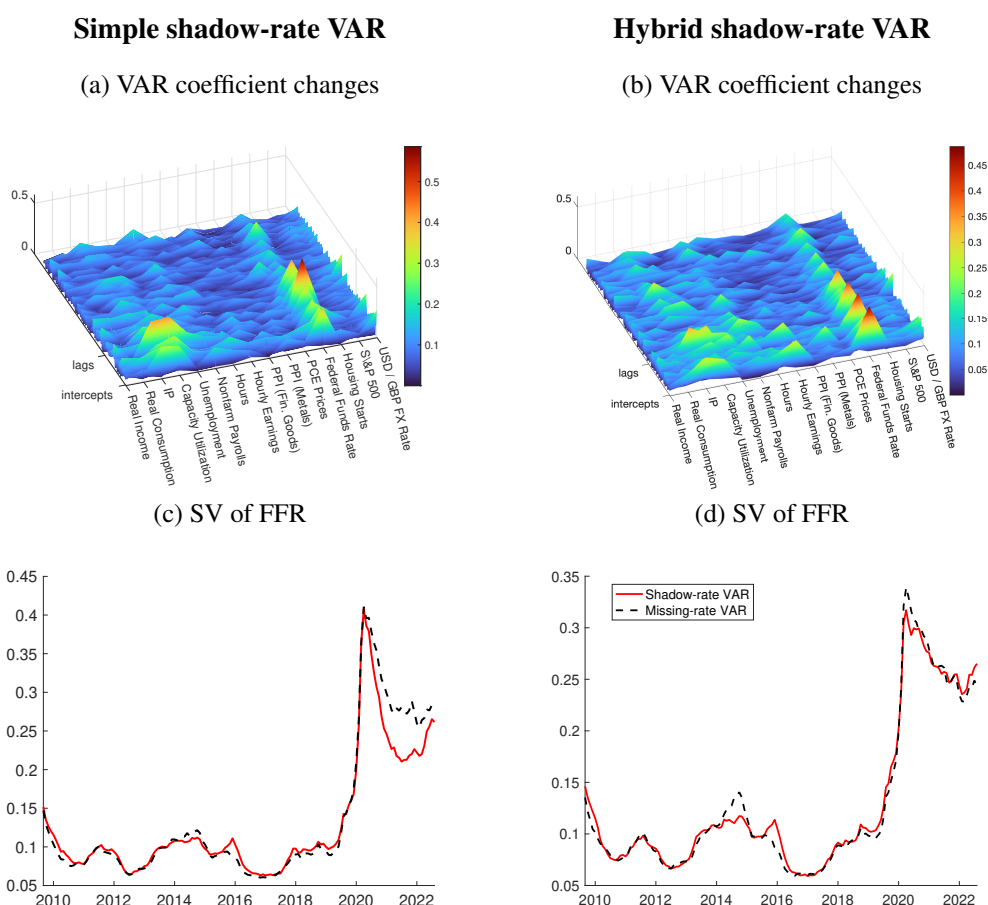 Simple shadow-rate VAR
Hybrid shadow-rate VAR
(a) VAR coefficient changes
(b) VAR coefficient changes
0.5
0
lags
intercepts
Real Income
Real Consumption
IP
Capacity Utilization
Unemployment
Nonfarm Payrolls
Hours
Hourly Earnings
PPI (Fin. Goods)
PPI (Metals)
PCE Prices
Federal Funds Rate
Housing Starts
S\&P 500
USD / GBP FX Rate
0.5
0.4
0.3
0.2
0.1
0.5
0
lags
intercepts
Real Income
Real Consumption
IP
Capacity Utilization
Unemployment
Nonfarm Payrolls
Hours
Hourly Earnings
PPI (Fin. Goods)
PPI (Metals)
PCE Prices
Federal Funds Rate
Housing Starts
S\&P 500
USD / GBP FX Rate
0.45
0.4
0.35
0.3
0.25
0.2
0.15
0.1
0.05
(c) SV of FFR
(d) SV of FFR
0.45
0.4
0.35
0.3
0.25
0.2
0.15
0.1
0.05
2010 2012 2014 2016 2018 2020 2022
0.35
0.3
0.25
0.2
0.15
0.1
0.05
Shadow-rate VAR
Missing-rate VAR
2010 2012 2014 2016 2018 2020 2022